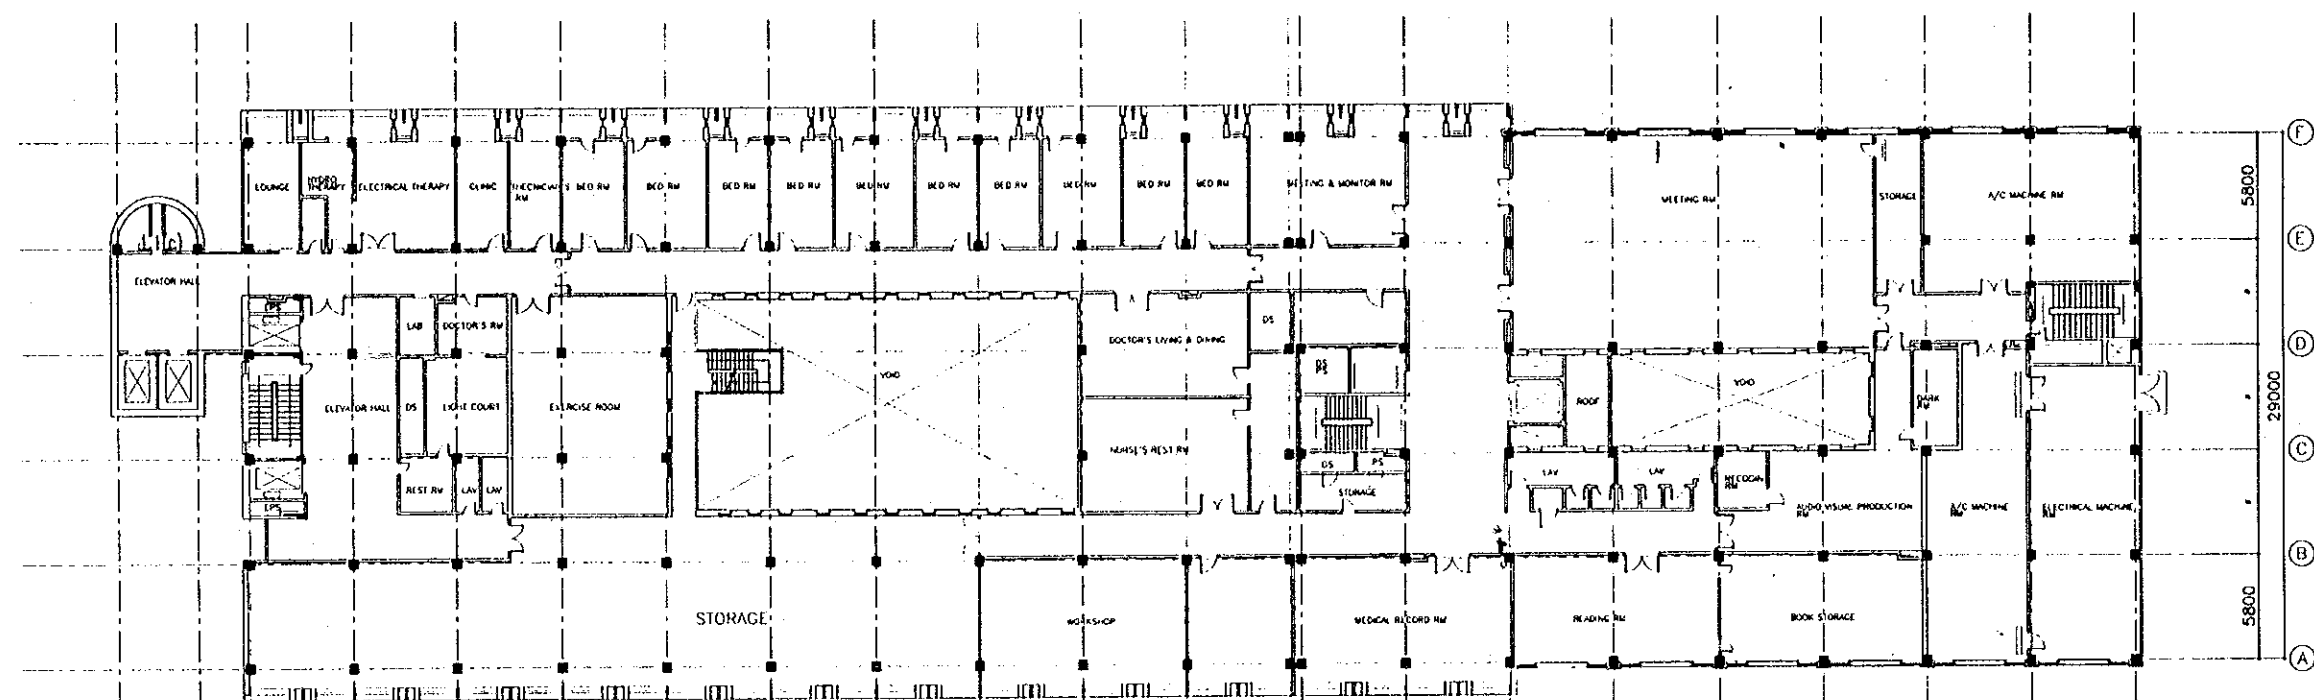 F
LOUNGE
HYDRO
THERAPY
ELECTRICAL THERAPY
CLINIC
TECHNICIAN'S
RM
BED RM
BED RM
BED RM
BED RM
BED RM
BED RM
BED RM
BED RM
BED RM
BED RM
MEETING & MONITOR RM
MEETING RM
STORAGE
A/C MACHINE RM
5800
E
ELEVATOR HALL
EPS
LAB
DOCTOR'S RM
DOCTOR'S LIVING & DINING
DS
D
ELEVATOR HALL
DS
LIGHT COURT
EXERCISE ROOM
VOID
DS
PS
ROOF
VOID
DARK
RM
29000
C
NURSE'S REST RM
DS
PS
STORAGE
LAV
LAV
REST RM
LAV
LAV
EPS
AUDIO VISUAL PRODUCTION
RM
A/C MACHINE
RM
ELECTRICAL MACHINE
RM
B
STORAGE
WORKSHOP
MEDICAL RECORD RM
READING RM
BOOK STORAGE
5800
A